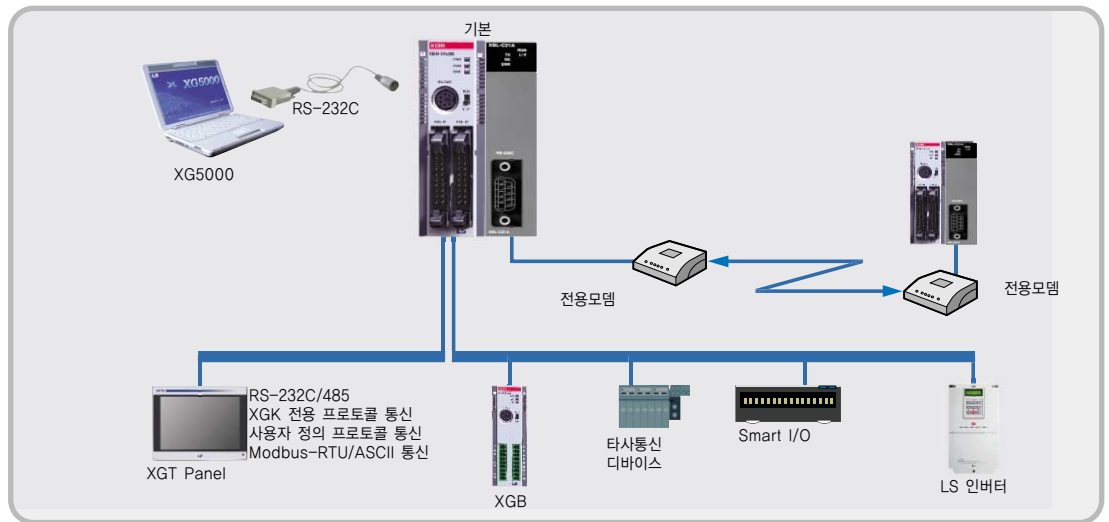 기본
XG5000
RS-232C
XG5000
XBL-C21A
전용모뎀
전용모뎀
RS-232C/485
XGK 전용 프로토콜 통신
사용자 정의 프로토콜 통신
Modbus-RTU/ASCII 통신
XGT Panel
XGB
타사통신
디바이스
Smart I/O
LS 인버터